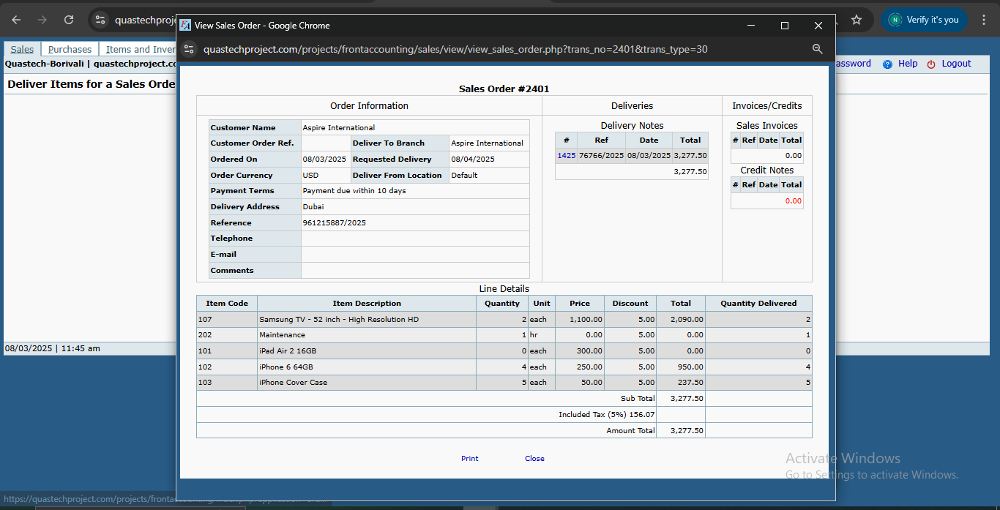 View Sales Order - Google Chrome
quastechproje
Verify it's you
quastechproject.com/projects/frontaccounting/sales/view/view_sales_order.php?trans_no=2401&trans_type=30
Sales Purchases Items and Inver
Quastech-Borivali | quastechproject.co
assword Help Logout
Deliver Items for a Sales Orde
Sales Order #2401
Order Information Deliveries Invoices/Credits
Customer Name Aspire International
Customer Order Ref. Deliver To Branch Aspire International
Ordered On 08/03/2025 Requested Delivery 08/04/2025
Order Currency USD Deliver From Location Default
Payment Terms Payment due within 10 days
Delivery Address Dubai
Reference 961215887/2025
Telephone
E-mail
Comments
Delivery Notes
# Ref Date Total
1425 76766/2025 08/03/2025 3,277.50
3,277.50
Sales Invoices
# Ref Date Total
0.00
Credit Notes
# Ref Date Total
0.00
Line Details
Item Code Item Description Quantity Unit Price Discount Total Quantity Delivered
107 Samsung TV - 52 inch - High Resolution HD 2 each 1,100.00 5.00 2,090.00 2
202 Maintenance 1 hr 0.00 5.00 0.00 1
101 iPad Air 2 16GB 0 each 300.00 5.00 0.00 0
102 iPhone 6 64GB 4 each 250.00 5.00 950.00 4
103 iPhone Cover Case 5 each 50.00 5.00 237.50 5
Sub Total 3,277.50
Included Tax (5%) 156.07
Amount Total 3,277.50
Print Close
08/03/2025 | 11:45 am
Activate Windows
Go to Settings to activate Windows.
https://quastechproject.com/projects/fronta